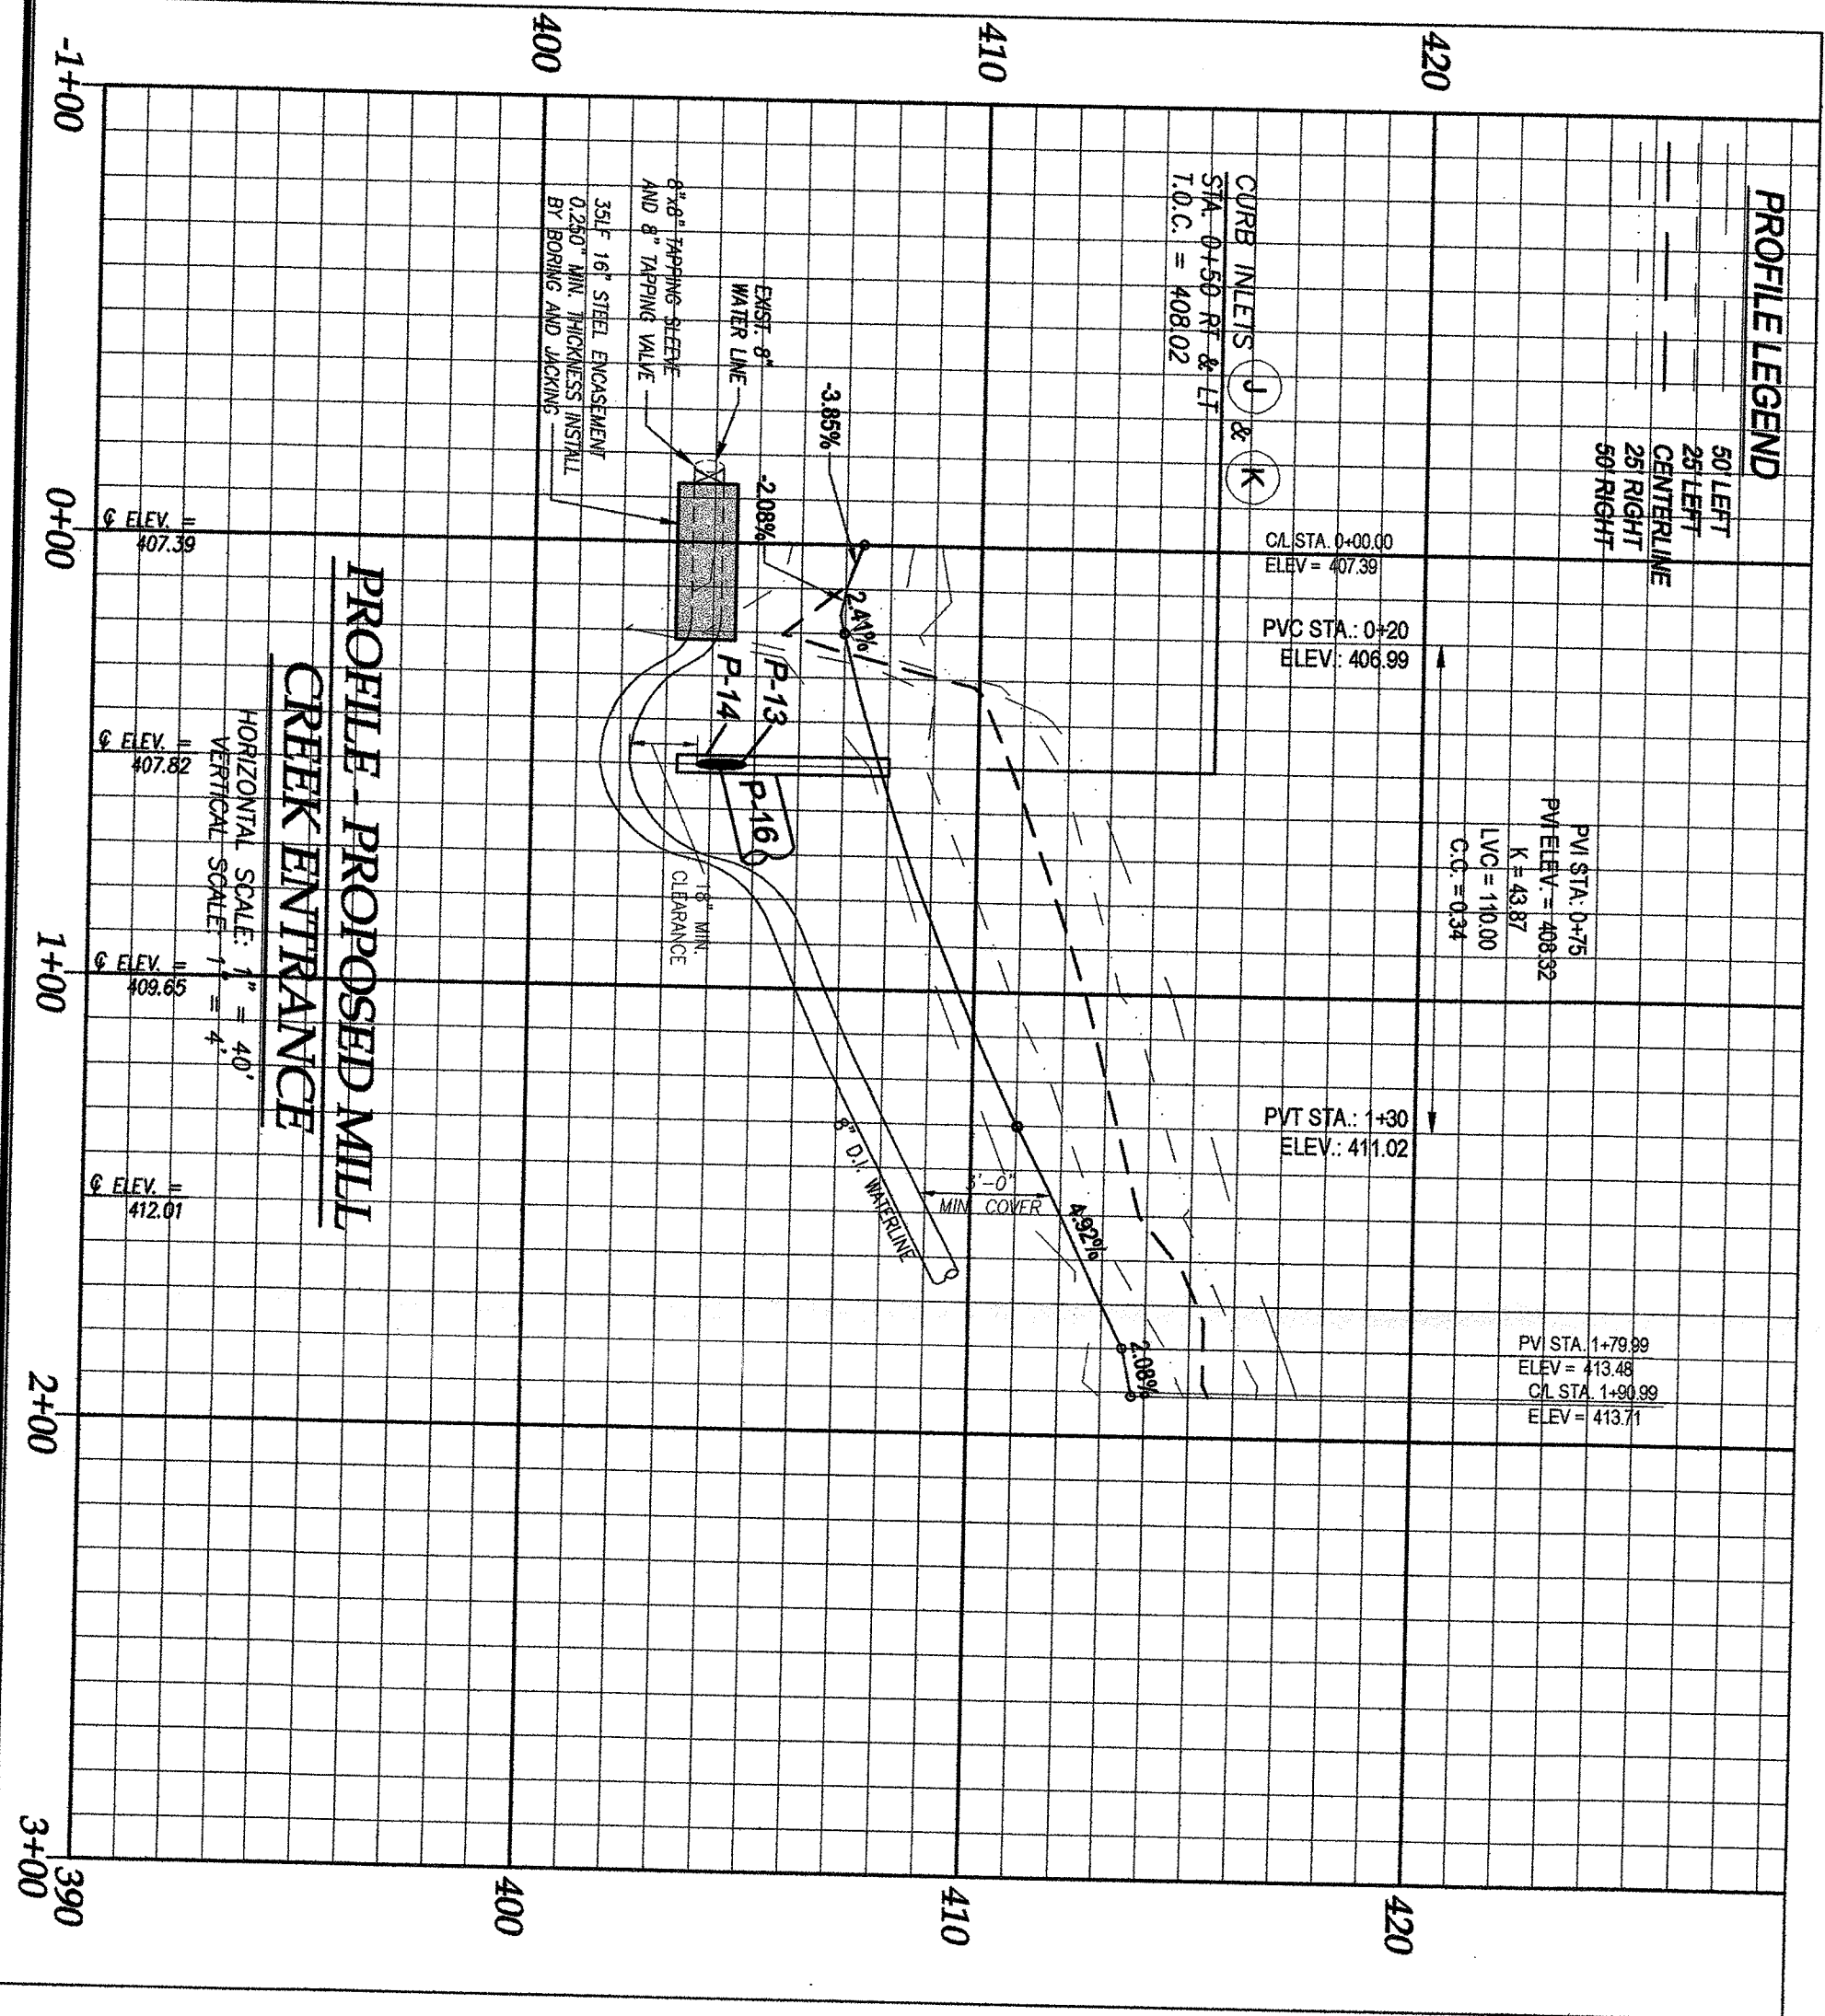 PROFILE LEGEND
50' LEFT
25' LEFT
CENTERLINE
25' RIGHT
50' RIGHT
420
410
400
420
410
400
390
PVI STA: 0+75
PVI ELEV. = 408.32
K = 43.87
LVC = 110.00
C.C. = 0.34
PV STA. 1+79.99
ELEV = 413.48
C/L STA. 1+90.99
ELEV = 413.71
C/L STA. 0+00.00
ELEV = 407.39
PVC STA.: 0+20
ELEV.: 406.99
PVT STA.: 1+30
ELEV.: 411.02
CURB INLETS J & K
STA. 0+50 RT & LT
T.O.C. = 408.02
-3.85%
-2.08%
2.41%
4.92%
2.08%
EXIST. 8"
WATER LINE
8"x8" TAPPING SLEEVE
AND 8" TAPPING VALVE
35LF 16" STEEL ENCASEMENT
0.250" MIN. THICKNESS INSTALL
BY BORING AND JACKING
P-13
P-14
P-16
18" MIN.
CLEARANCE
8" D.I. WATERLINE
3'-0"
MIN. COVER
PROFILE - PROPOSED MILL
CREEK ENTRANCE
HORIZONTAL SCALE: 1" = 40'
VERTICAL SCALE: 1" = 4'
℄ ELEV. =
407.39
℄ ELEV. =
407.82
℄ ELEV. =
409.65
℄ ELEV. =
412.01
-1+00
0+00
1+00
2+00
3+00